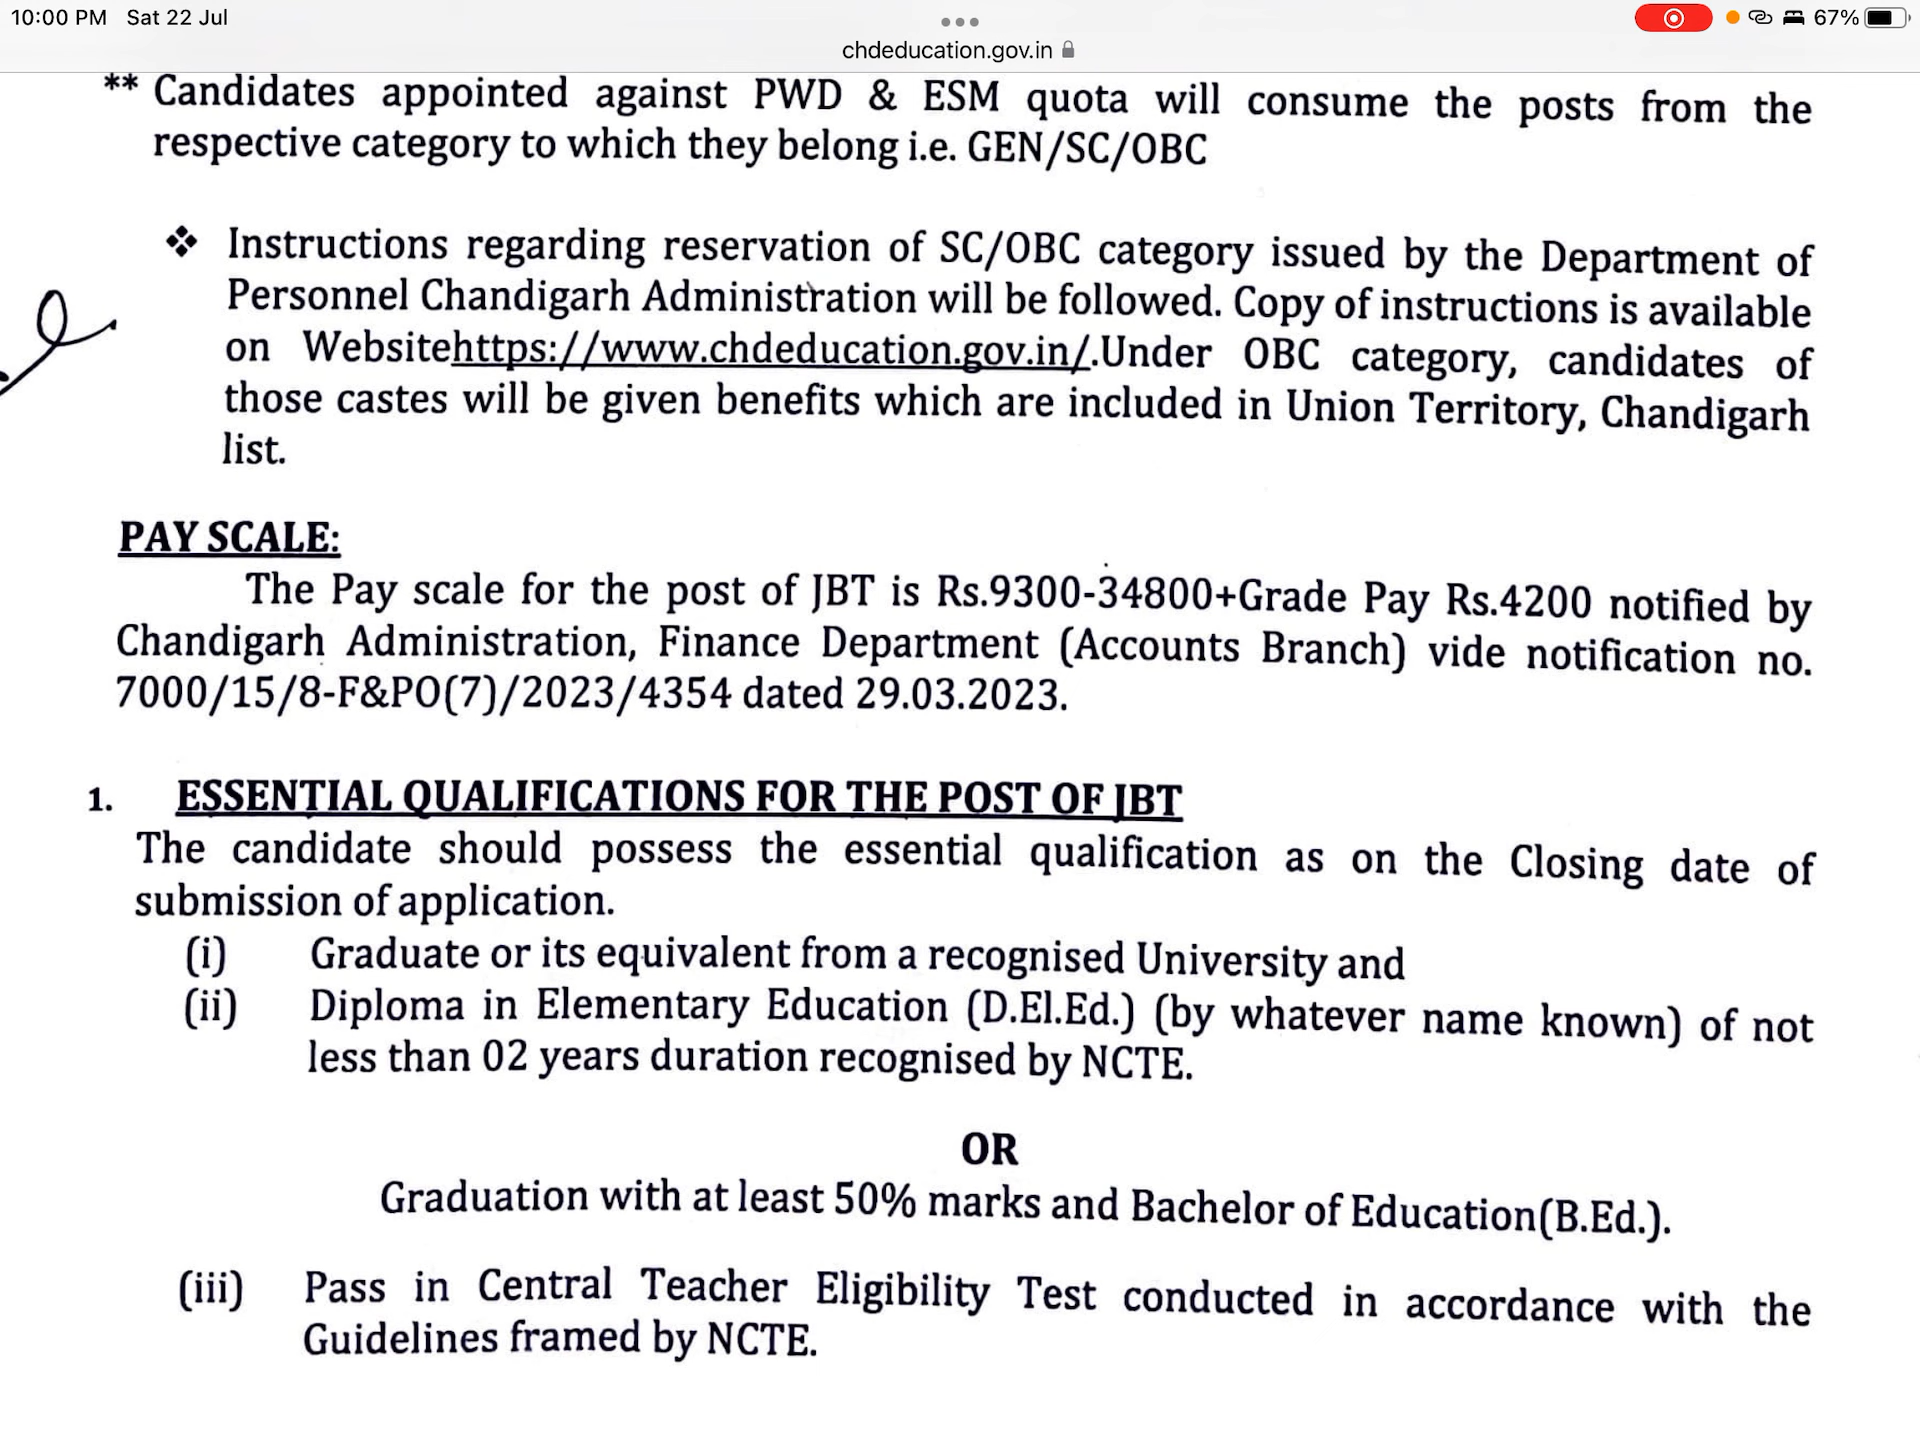 10:00 PM Sat 22 Jul
67%
chdeducation.gov.in
** Candidates appointed against PWD & ESM quota will consume the posts from the
respective category to which they belong i.e. GEN/SC/OBC
❖ Instructions regarding reservation of SC/OBC category issued by the Department of
Personnel Chandigarh Administration will be followed. Copy of instructions is available
on Websitehttps://www.chdeducation.gov.in/.Under OBC category, candidates of
those castes will be given benefits which are included in Union Territory, Chandigarh
list.
PAY SCALE:
The Pay scale for the post of JBT is Rs.9300-34800+Grade Pay Rs.4200 notified by
Chandigarh Administration, Finance Department (Accounts Branch) vide notification no.
7000/15/8-F&PO(7)/2023/4354 dated 29.03.2023.
1. ESSENTIAL QUALIFICATIONS FOR THE POST OF JBT
The candidate should possess the essential qualification as on the Closing date of
submission of application.
(i) Graduate or its equivalent from a recognised University and
(ii) Diploma in Elementary Education (D.El.Ed.) (by whatever name known) of not
less than 02 years duration recognised by NCTE.
OR
Graduation with at least 50% marks and Bachelor of Education(B.Ed.).
(iii) Pass in Central Teacher Eligibility Test conducted in accordance with the
Guidelines framed by NCTE.